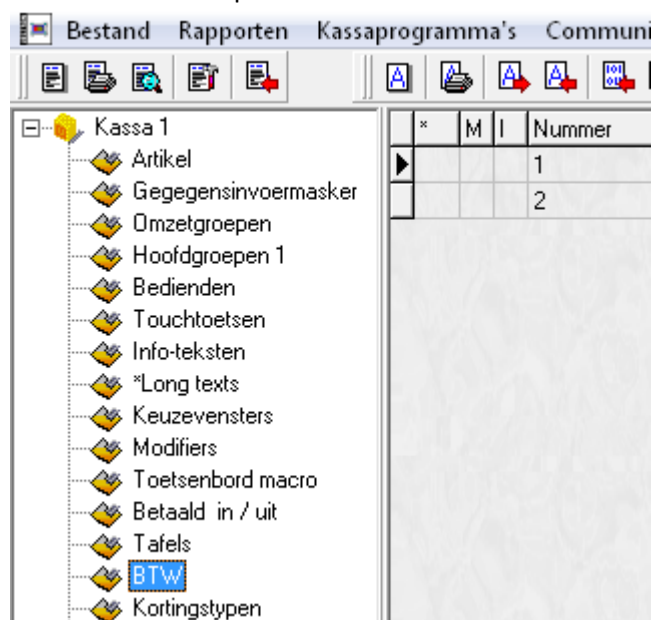 Bestand Rapporten Kassaprogramma's Communi
Kassa 1
Artikel
Gegegensinvoermasker
Omzetgroepen
Hoofdgroepen 1
Bedienden
Touchtoetsen
Info-teksten
*Long texts
Keuzevensters
Modifiers
Toetsenbord macro
Betaald in / uit
Tafels
BTW
Kortingstypen
* M I Nummer
1
2